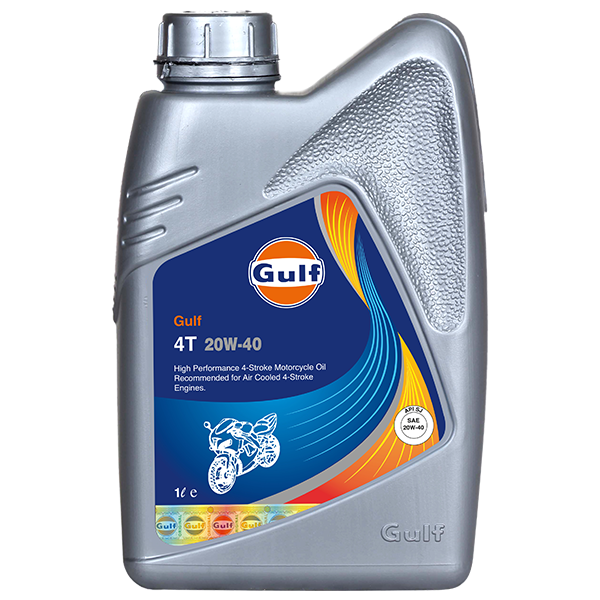 Gulf
Gulf
4T 20W-40
High Performance 4-Stroke Motorcycle Oil
Recommended for Air Cooled 4-Stroke
Engines.
API SJ
SAE
20W-40
1ℓ e
Gulf Gulf Gulf Gulf
Gulf